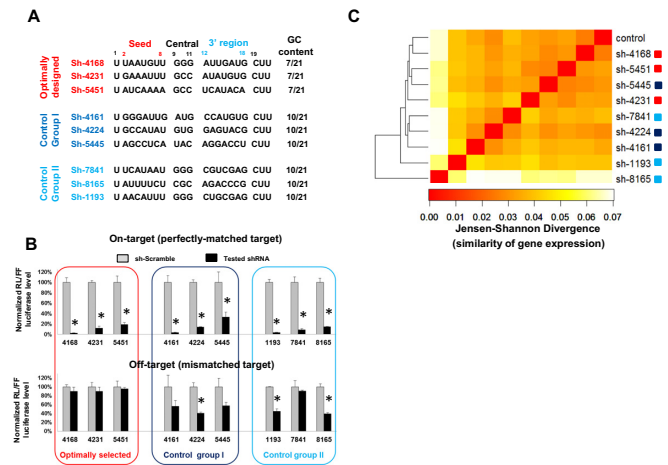 A
Seed Central 3' region GC content
1 2 8 9 11 12 18 19
Optimally designed
Sh-4168 U UAAUGUU GGG AUUGAUG CUU 7/21
Sh-4231 U GAAAUUU GCC AUAUUAG CUU 7/21
Sh-5451 U AUCAAAA GCC UCAUACA CUU 7/21
Control Group I
Sh-4161 U GGGAUUG AUG CCAUGUG CUU 10/21
Sh-4224 U GCCAUAU GUG GAGUACG CUU 10/21
Sh-5445 U AGCCUCA UAC AGGACCU CUU 10/21
Control Group II
Sh-7841 U UCAUAAU GGG CGUCGAG CUU 10/21
Sh-8165 U AUUUUCU CGC AGACCCG CUU 10/21
Sh-1193 U AACAUUU GGG CUGCGAG CUU 10/21
B
On-target (perfectly-matched target)
sh-Scramble Tested shRNA
Normalized RL/FF luciferase level
120%
100%
80%
60%
40%
20%
0%
* * * * * * * * *
4168 4231 5451 4161 4224 5445 1193 7841 8165
Off-target (mismatched target)
Normalized RL/FF luciferase level
120%
100%
80%
60%
40%
20%
0%
* * *
4168 4231 5451 4161 4224 5445 1193 7841 8165
Optimally selected Control group I Control group II
C
control
sh-4168
sh-5451
sh-5445
sh-4231
sh-7841
sh-4224
sh-4161
sh-1193
sh-8165
0.00 0.01 0.02 0.03 0.04 0.05 0.06 0.07
Jensen-Shannon Divergence
(similarity of gene expression)